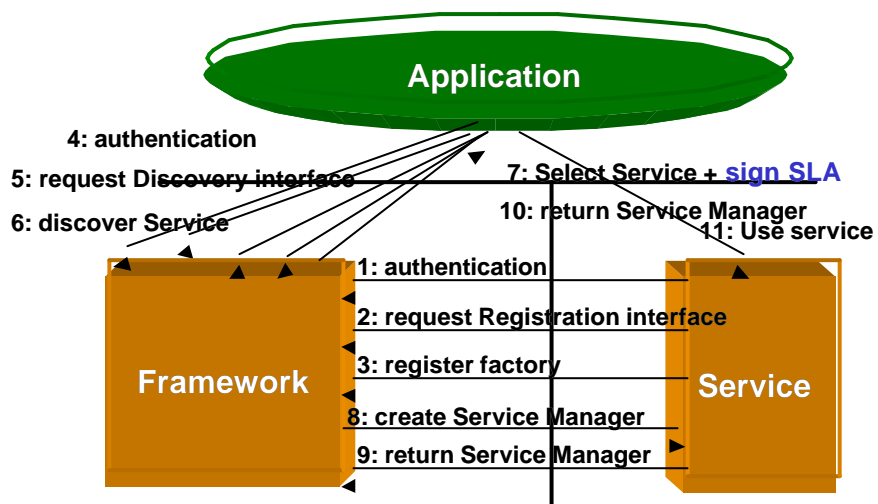 Application
4: authentication
5: request Discovery interface
7: Select Service + sign SLA
6: discover Service
10: return Service Manager
11: Use service
1: authentication
2: request Registration interface
3: register factory
Framework
Service
8: create Service Manager
9: return Service Manager